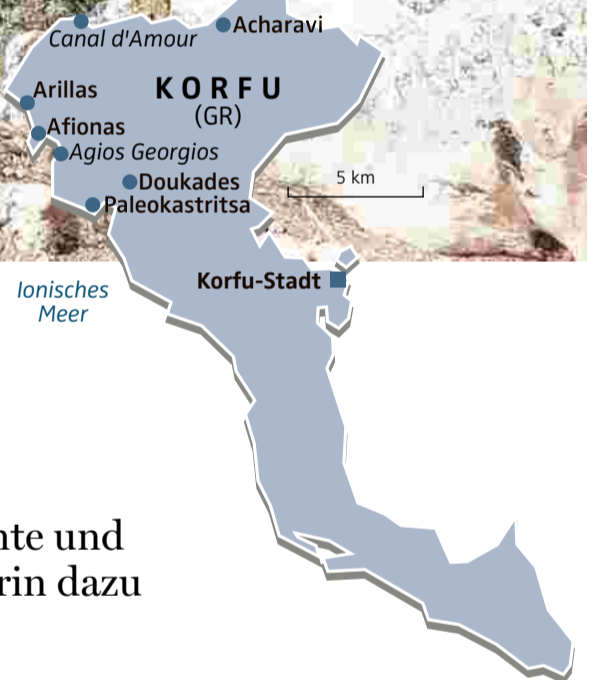 Acharavi
Canal d'Amour
KORFU
(GR)
Arillas
Afionas
Agios Georgios
5 km
Doukades
Paleokastritsa
Korfu-Stadt
Ionisches
Meer
nte und
rin dazu